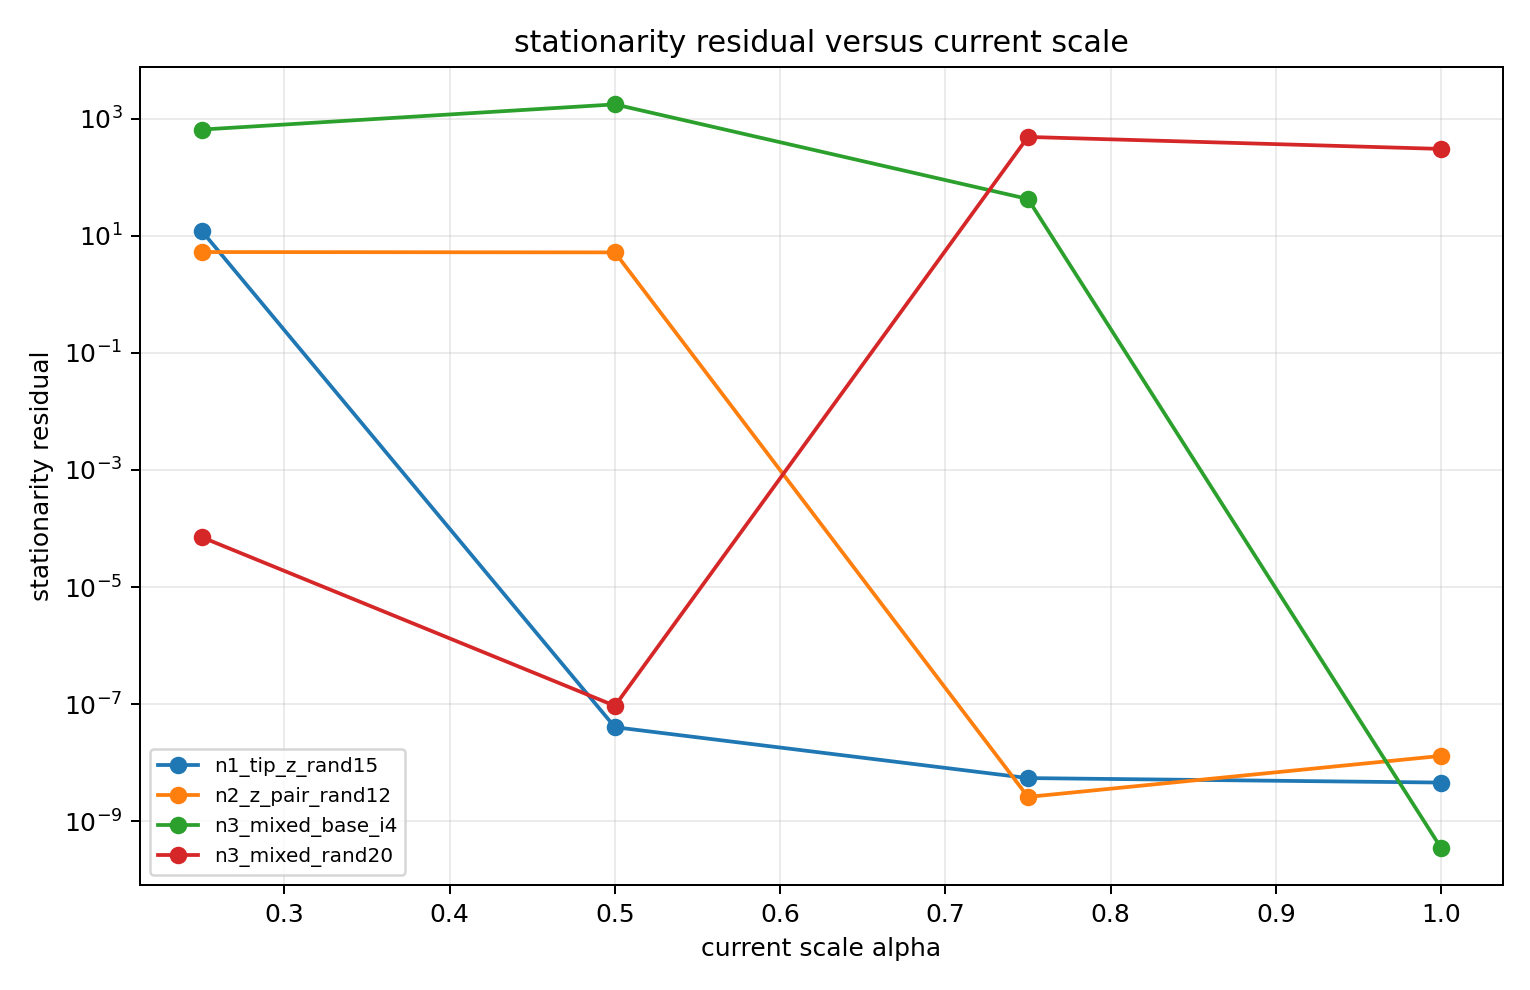 stationarity residual versus current scale
stationarity residual
10³
10¹
10⁻¹
10⁻³
10⁻⁵
10⁻⁷
10⁻⁹
n1_tip_z_rand15
n2_z_pair_rand12
n3_mixed_base_i4
n3_mixed_rand20
0.3 0.4 0.5 0.6 0.7 0.8 0.9 1.0
current scale alpha